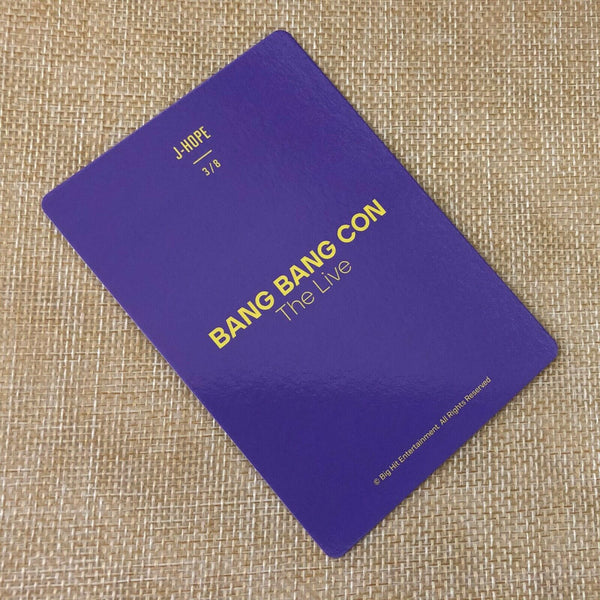 J-HOPE
3/8
BANG BANG CON
The Live
© Big Hit Entertainment. All Rights Reserved